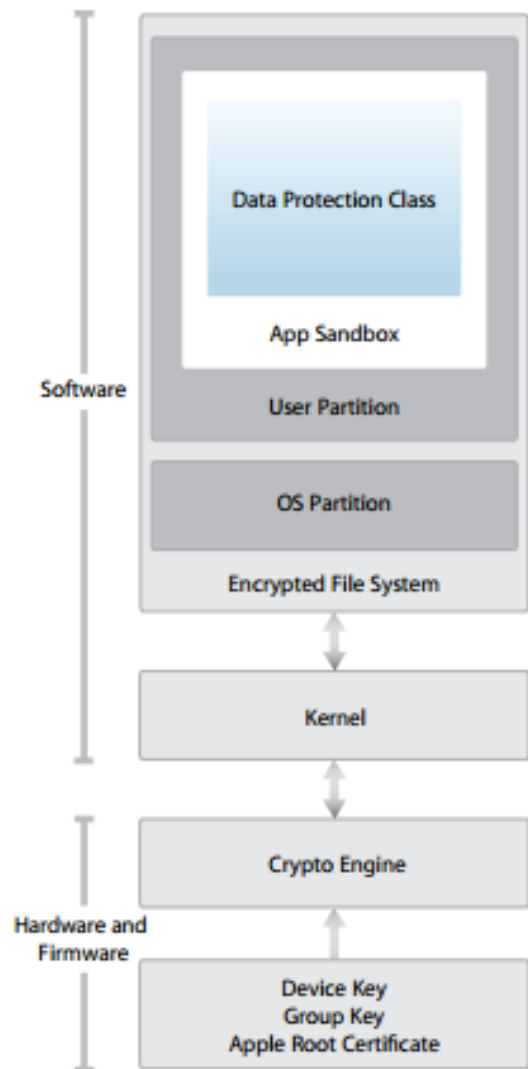 Data Protection Class
App Sandbox
Software
User Partition
OS Partition
Encrypted File System
Kernel
Crypto Engine
Hardware and
Firmware
Device Key
Group Key
Apple Root Certificate